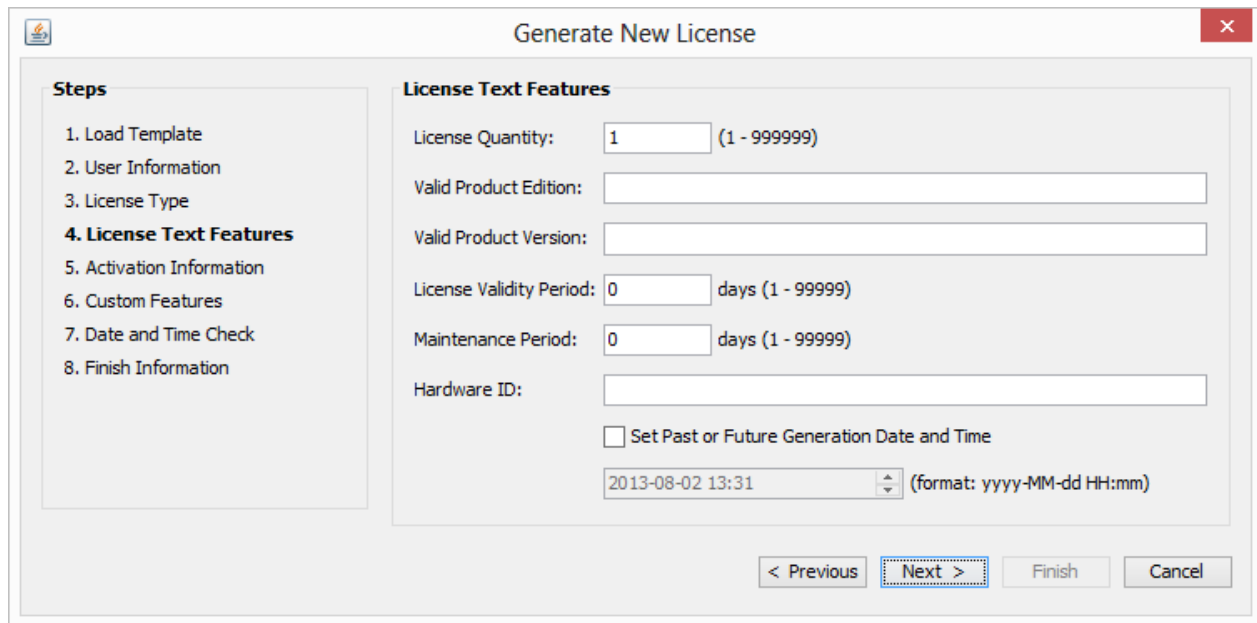 Generate New License
Steps
1. Load Template
2. User Information
3. License Type
4. License Text Features
5. Activation Information
6. Custom Features
7. Date and Time Check
8. Finish Information
License Text Features
License Quantity: 1 (1 - 999999)
Valid Product Edition:
Valid Product Version:
License Validity Period: 0 days (1 - 99999)
Maintenance Period: 0 days (1 - 99999)
Hardware ID:
Set Past or Future Generation Date and Time
2013-08-02 13:31 (format: yyyy-MM-dd HH:mm)
< Previous Next > Finish Cancel